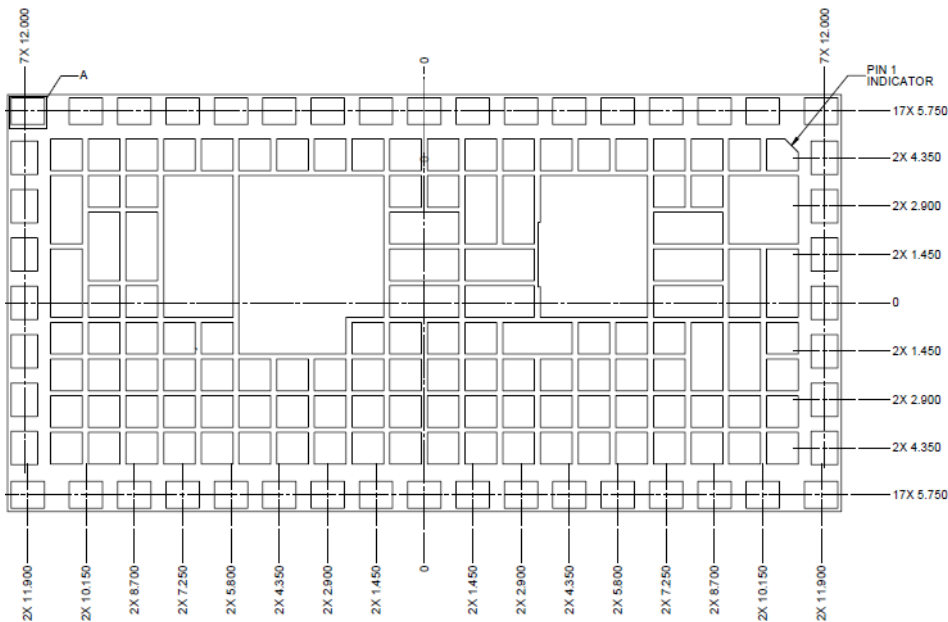 7X 12.000
0
7X 12.000
A
PIN 1
INDICATOR
17X 5.750
2X 4.350
2X 2.900
2X 1.450
0
2X 1.450
2X 2.900
2X 4.350
17X 5.750
2X 11.900
2X 10.150
2X 8.700
2X 7.250
2X 5.800
2X 4.350
2X 2.900
2X 1.450
0
2X 1.450
2X 2.900
2X 4.350
2X 5.800
2X 7.250
2X 8.700
2X 10.150
2X 11.900